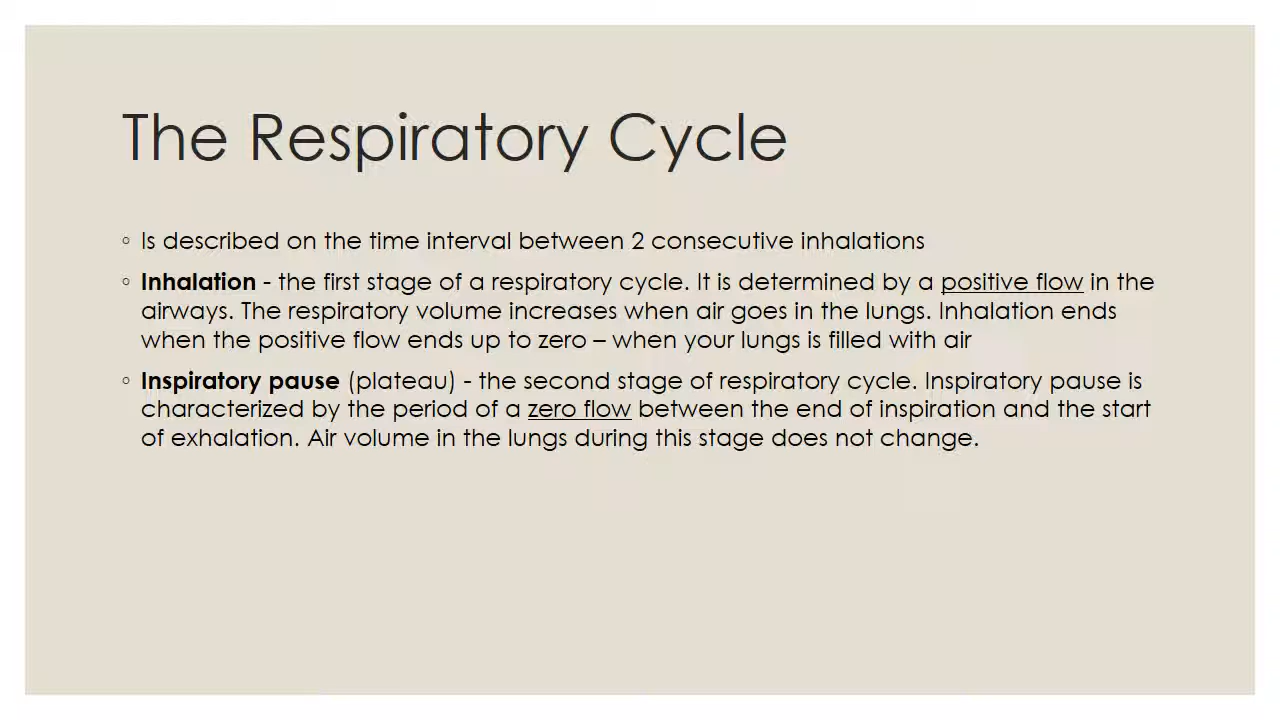 The Respiratory Cycle
◦ Is described on the time interval between 2 consecutive inhalations
◦ Inhalation - the first stage of a respiratory cycle. It is determined by a positive flow in the
airways. The respiratory volume increases when air goes in the lungs. Inhalation ends
when the positive flow ends up to zero – when your lungs is filled with air
◦ Inspiratory pause (plateau) - the second stage of respiratory cycle. Inspiratory pause is
characterized by the period of a zero flow between the end of inspiration and the start
of exhalation. Air volume in the lungs during this stage does not change.